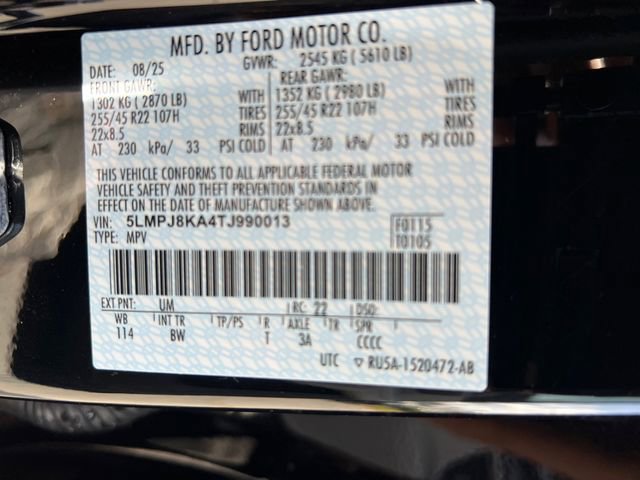 MFD. BY FORD MOTOR CO.
DATE: 08/25 GVWR: 2545 KG ( 5610 LB)
FRONT GAWR: REAR GAWR:
1302 KG ( 2870 LB) WITH 1352 KG ( 2980 LB) WITH
255/45 R22 107H TIRES 255/45 R22 107H TIRES
22x8.5 RIMS 22x8.5 RIMS
AT 230 kPa/ 33 PSI COLD AT 230 kPa/ 33 PSI COLD
THIS VEHICLE CONFORMS TO ALL APPLICABLE FEDERAL MOTOR
VEHICLE SAFETY AND THEFT PREVENTION STANDARDS IN
EFFECT ON THE DATE OF MANUFACTURE SHOWN ABOVE.
VIN: 5LMPJ8KA4TJ990013 F0115
TYPE: MPV T0105
EXT PNT: UM RC: 22 DSO:
WB INT TR TP/PS R AXLE TR SPR
114 BW T 3A CCCC
UTC ▽ RU5A-1520472-AB